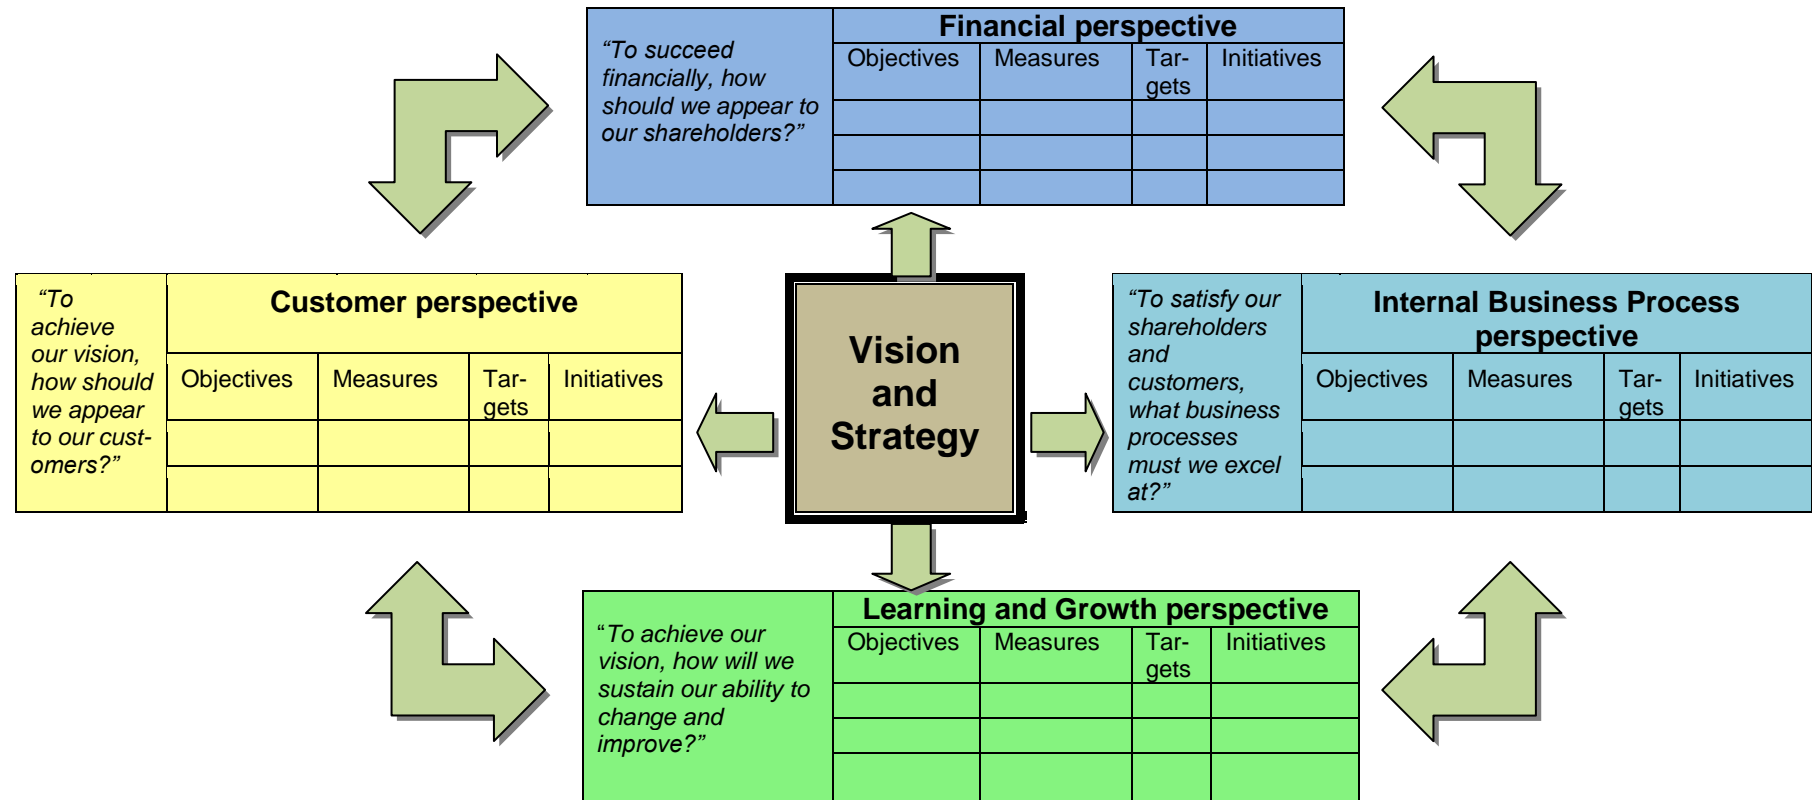 “To succeed
financially, how
should we appear to
our shareholders?”
Financial perspective
Objectives Measures Tar- Initiatives
gets
“To
achieve
our vision,
how should
we appear
to our cust-
omers?”
Customer perspective
Objectives Measures Tar- Initiatives
gets
Vision
and
Strategy
“To satisfy our
shareholders
and
customers,
what business
processes
must we excel
at?”
Internal Business Process
perspective
Objectives Measures Tar- Initiatives
gets
“To achieve our
vision, how will we
sustain our ability to
change and
improve?”
Learning and Growth perspective
Objectives Measures Tar- Initiatives
gets